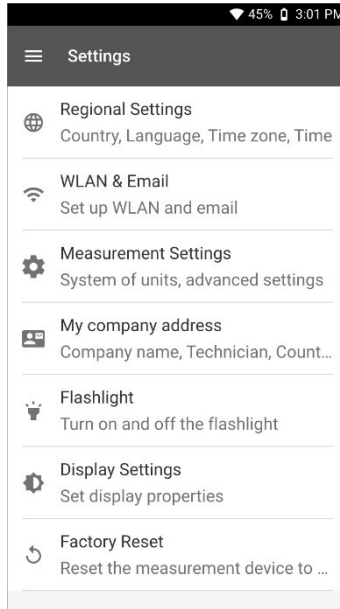 45% 3:01 PM
Settings
Regional Settings
Country, Language, Time zone, Time
WLAN & Email
Set up WLAN and email
Measurement Settings
System of units, advanced settings
My company address
Company name, Technician, Count...
Flashlight
Turn on and off the flashlight
Display Settings
Set display properties
Factory Reset
Reset the measurement device to ...